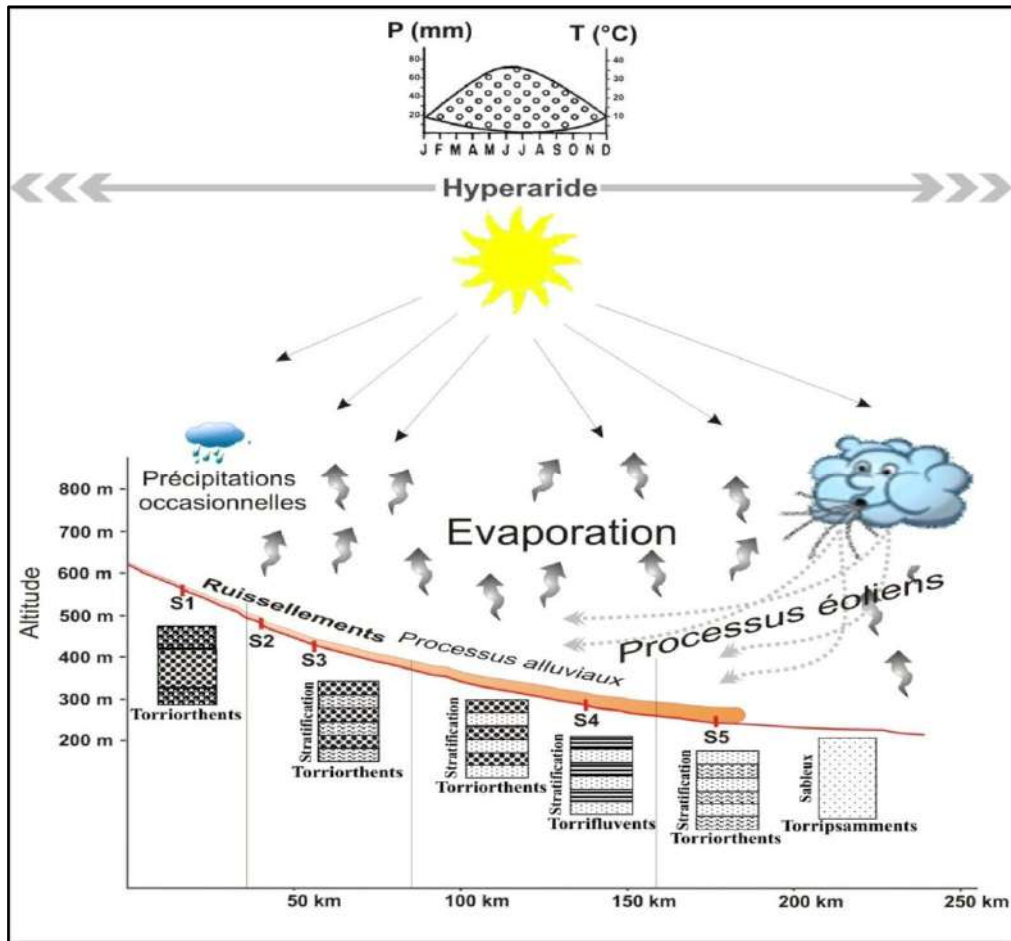 P (mm)
T (°C)
80
60
40
20
40
30
20
10
J F M A M J J A S O N D
Hyperaride
Précipitations
occasionnelles
Evaporation
Processus éoliens
Altitude
800 m
700 m
600 m
500 m
400 m
300 m
200 m
Ruissellements
Processus alluviaux
S1
S2
S3
S4
S5
Torriorthents
Stratification
Torriorthents
Stratification
Torriorthents
Stratification
Torrifluvents
Stratification
Torriorthents
Sableux
Torripsamments
50 km
100 km
150 km
200 km
250 km